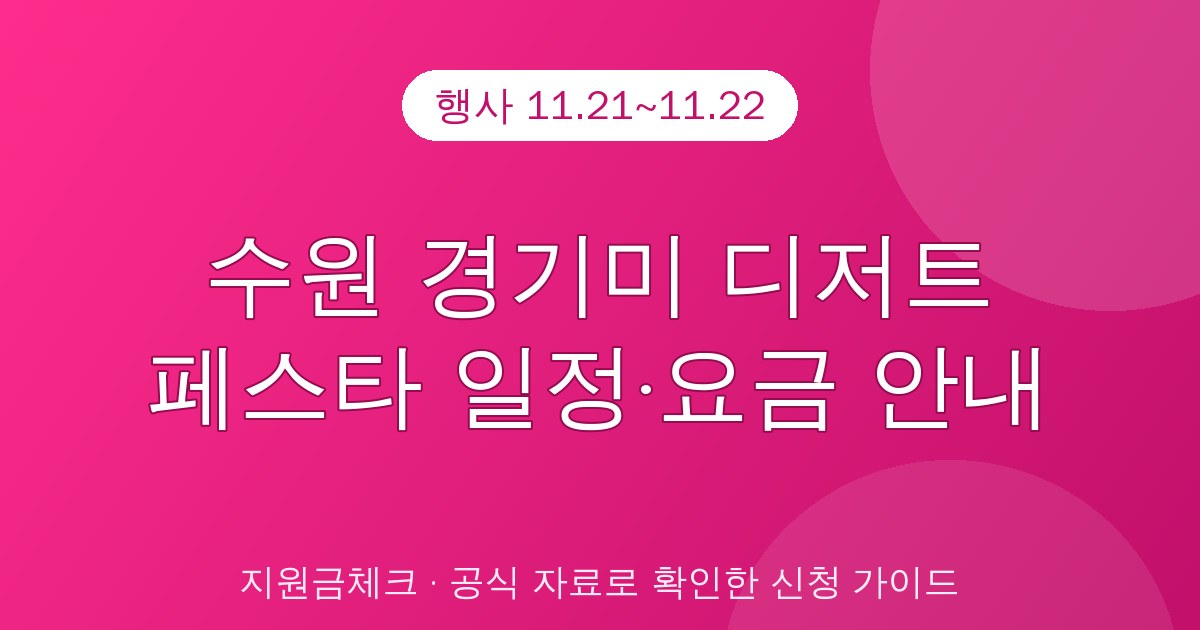 행사 11.21~11.22
수원 경기미 디저트
페스타 일정·요금 안내
지원금체크 · 공식 자료로 확인한 신청 가이드